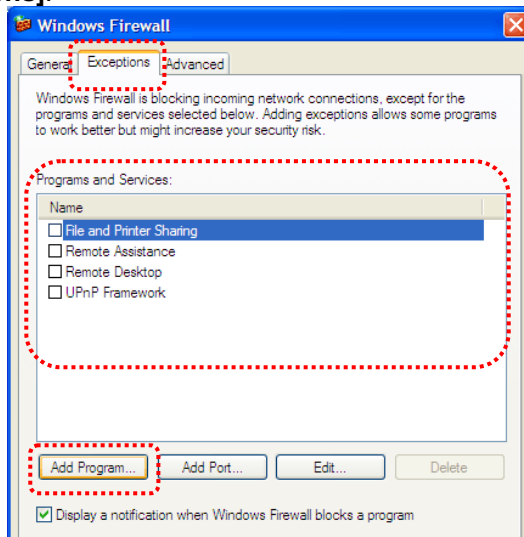 Windows Firewall
General Exceptions Advanced
Windows Firewall is blocking incoming network connections, except for the
programs and services selected below. Adding exceptions allows some programs
to work better but might increase your security risk.
Programs and Services:
Name
File and Printer Sharing
Remote Assistance
Remote Desktop
UPnP Framework
Add Program... Add Port... Edit... Delete
Display a notification when Windows Firewall blocks a program